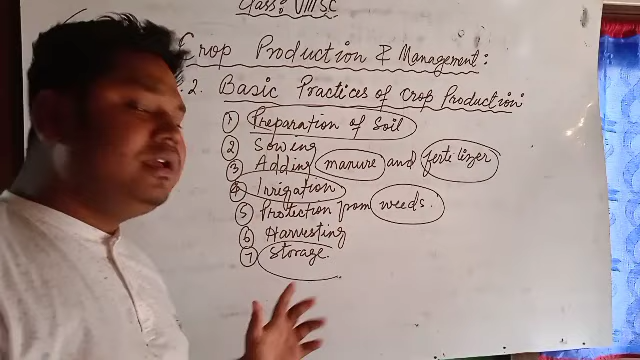 Class: VIII SC
Crop Production & Management:
.2. Basic Practices of Crop Production
① Preparation of Soil
② Sowing
③ Adding manure and fertilizer
④ Irrigation
⑤ Protection from weeds.
⑥ Harvesting
⑦ Storage.